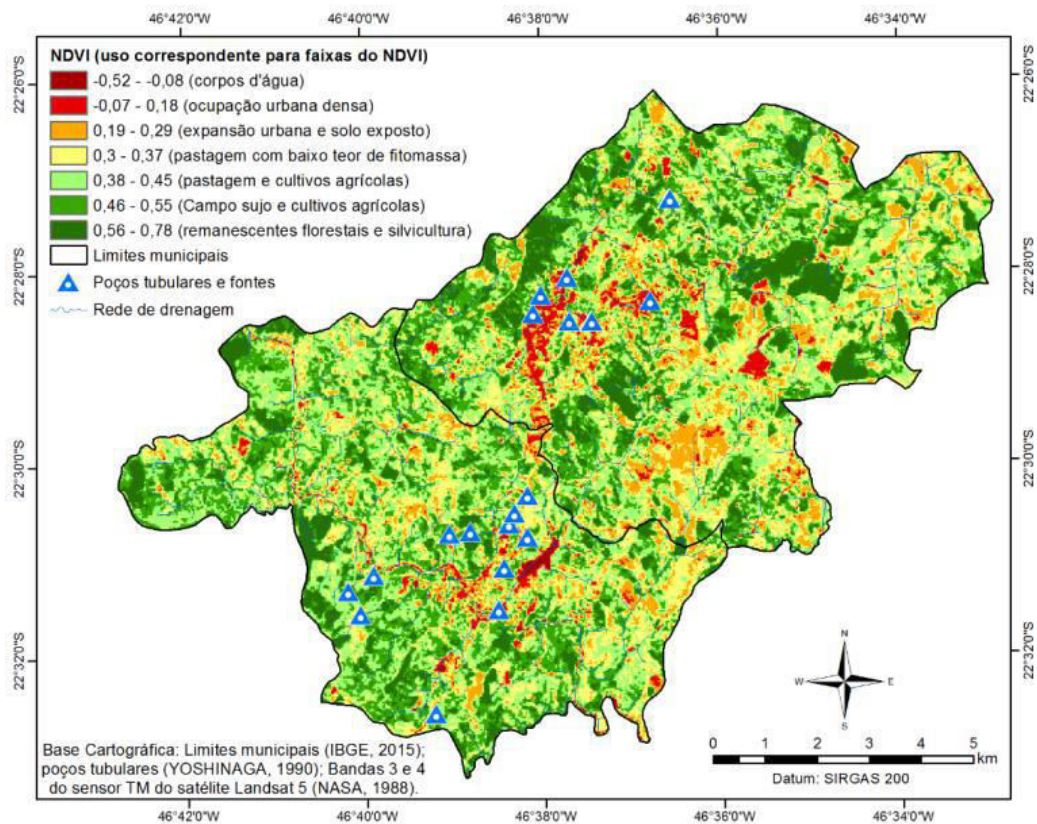 46°42'0"W 46°40'0"W 46°38'0"W 46°36'0"W 46°34'0"W
22°26'0"S
22°28'0"S
22°30'0"S
22°32'0"S
NDVI (uso correspondente para faixas do NDVI)
-0,52 - -0,08 (corpos d'água)
-0,07 - 0,18 (ocupação urbana densa)
0,19 - 0,29 (expansão urbana e solo exposto)
0,3 - 0,37 (pastagem com baixo teor de fitomassa)
0,38 - 0,45 (pastagem e cultivos agrícolas)
0,46 - 0,55 (Campo sujo e cultivos agrícolas)
0,56 - 0,78 (remanescentes florestais e silvicultura)
Limites municipais
Poços tubulares e fontes
Rede de drenagem
22°26'0"S
22°28'0"S
22°30'0"S
22°32'0"S
N
W E
S
0 1 2 3 4 5
km
Datum: SIRGAS 200
Base Cartográfica: Limites municipais (IBGE, 2015);
poços tubulares (YOSHINAGA, 1990); Bandas 3 e 4
do sensor TM do satélite Landsat 5 (NASA, 1988).
46°42'0"W 46°40'0"W 46°38'0"W 46°36'0"W 46°34'0"W